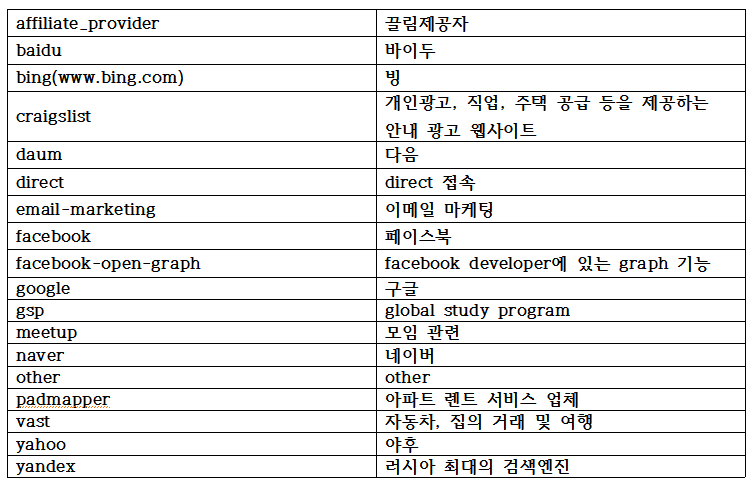 affiliate_provider 끌림제공자
baidu 바이두
bing(www.bing.com) 빙
craigslist 개인광고, 직업, 주택 공급 등을 제공하는
안내 광고 웹사이트
daum 다음
direct direct 접속
email-marketing 이메일 마케팅
facebook 페이스북
facebook-open-graph facebook developer에 있는 graph 기능
google 구글
gsp global study program
meetup 모임 관련
naver 네이버
other other
padmapper 아파트 렌트 서비스 업체
vast 자동차, 집의 거래 및 여행
yahoo 야후
yandex 러시아 최대의 검색엔진